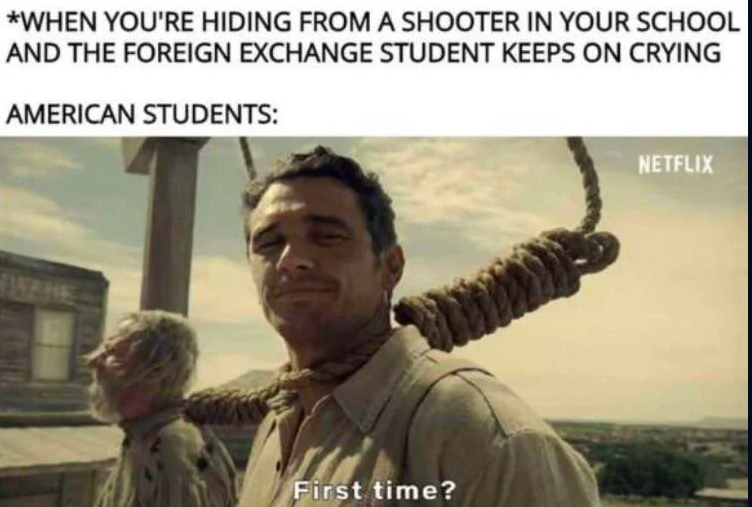 *WHEN YOU'RE HIDING FROM A SHOOTER IN YOUR SCHOOL
AND THE FOREIGN EXCHANGE STUDENT KEEPS ON CRYING
AMERICAN STUDENTS:
NETFLIX
First time?